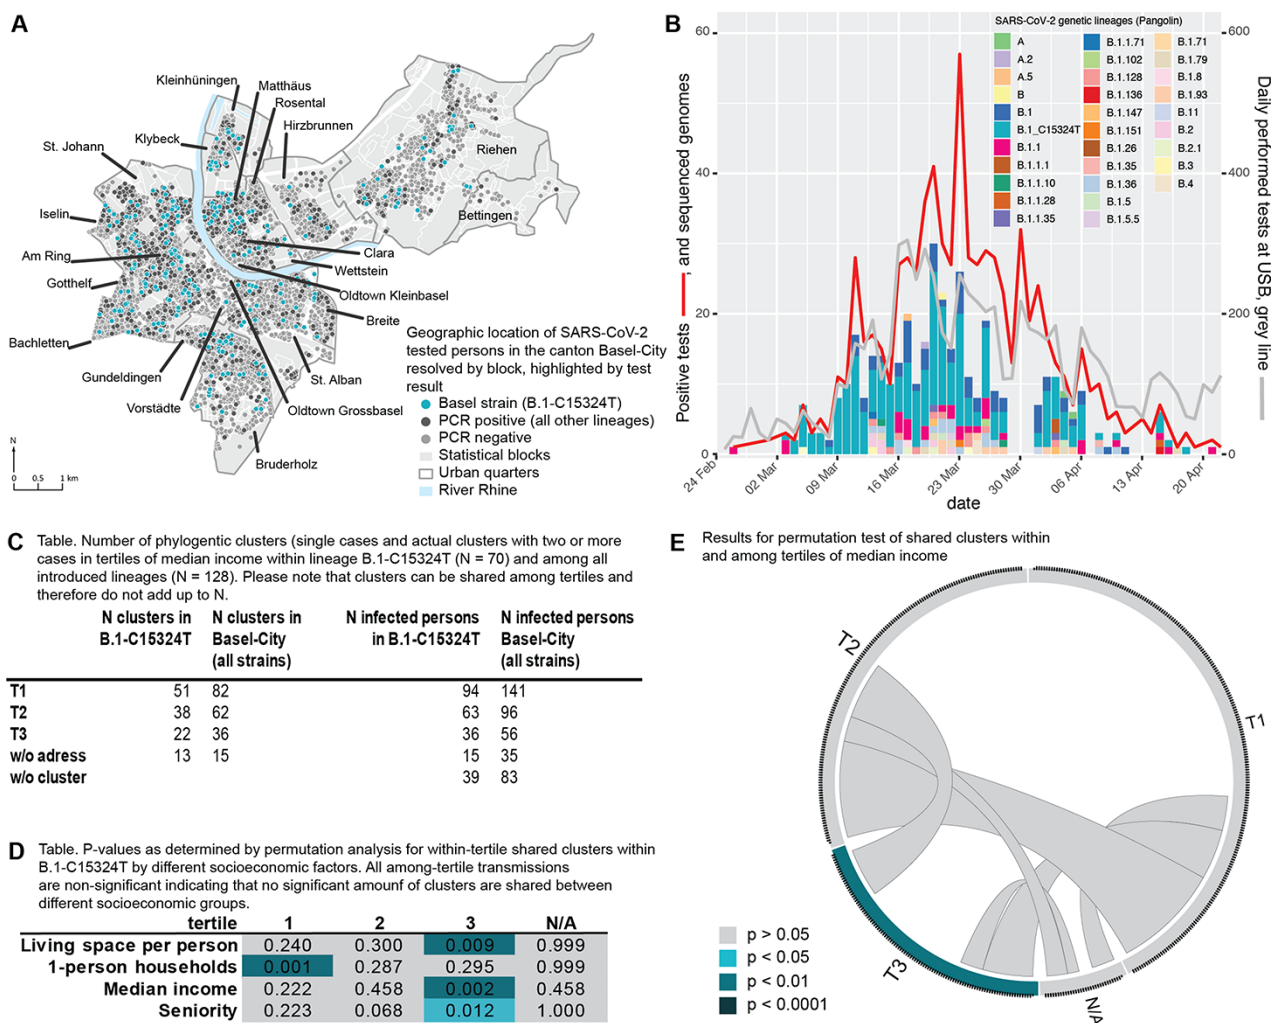 A
Kleinhüningen
Matthäus
Rosental
Hirzbrunnen
Klybeck
St. Johann
Riehen
Iselin
Bettingen
Am Ring
Clara
Wettstein
Gotthelf
Oldtown Kleinbasel
Breite
Bachletten
Gundeldingen
St. Alban
Vorstädte
Oldtown Grossbasel
Bruderholz
N
0 0.5 1 km
Geographic location of SARS-CoV-2
tested persons in the canton Basel-City
resolved by block, highlighted by test
result
Basel strain (B.1-C15324T)
PCR positive (all other lineages)
PCR negative
Statistical blocks
Urban quarters
River Rhine
B
SARS-CoV-2 genetic lineages (Pangolin)
A
A.2
A.5
B
B.1
B.1_C15324T
B.1.1
B.1.1.1
B.1.1.10
B.1.1.28
B.1.1.35
B.1.1.71
B.1.102
B.1.128
B.1.136
B.1.147
B.1.151
B.1.26
B.1.35
B.1.36
B.1.5
B.1.5.5
B.1.71
B.1.79
B.1.8
B.1.93
B.11
B.2
B.2.1
B.3
B.4
Positive tests , and sequenced genomes
60
40
20
0
600
400
200
0
Daily performed tests at USB, grey line
24 Feb
02 Mar
09 Mar
16 Mar
23 Mar
30 Mar
06 Apr
13 Apr
20 Apr
date
C
Table. Number of phylogentic clusters (single cases and actual clusters with two or more
cases in tertiles of median income within lineage B.1-C15324T (N = 70) and among all
introduced lineages (N = 128). Please note that clusters can be shared among tertiles and
therefore do not add up to N.
N clusters in N clusters in N infected persons N infected persons
B.1-C15324T Basel-City in B.1-C15324T Basel-City
(all strains) (all strains)
T1 51 82 94 141
T2 38 62 63 96
T3 22 36 36 56
w/o adress 13 15 15 35
w/o cluster 39 83
D
Table. P-values as determined by permutation analysis for within-tertile shared clusters within
B.1-C15324T by different socioeconomic factors. All among-tertile transmissions
are non-significant indicating that no significant amounf of clusters are shared between
different socioeconomic groups.
tertile 1 2 3 N/A
Living space per person 0.240 0.300 0.009 0.999
1-person households 0.001 0.287 0.295 0.999
Median income 0.222 0.458 0.002 0.458
Seniority 0.223 0.068 0.012 1.000
E
Results for permutation test of shared clusters within
and among tertiles of median income
T2
T1
T3
N/A
p > 0.05
p < 0.05
p < 0.01
p < 0.0001